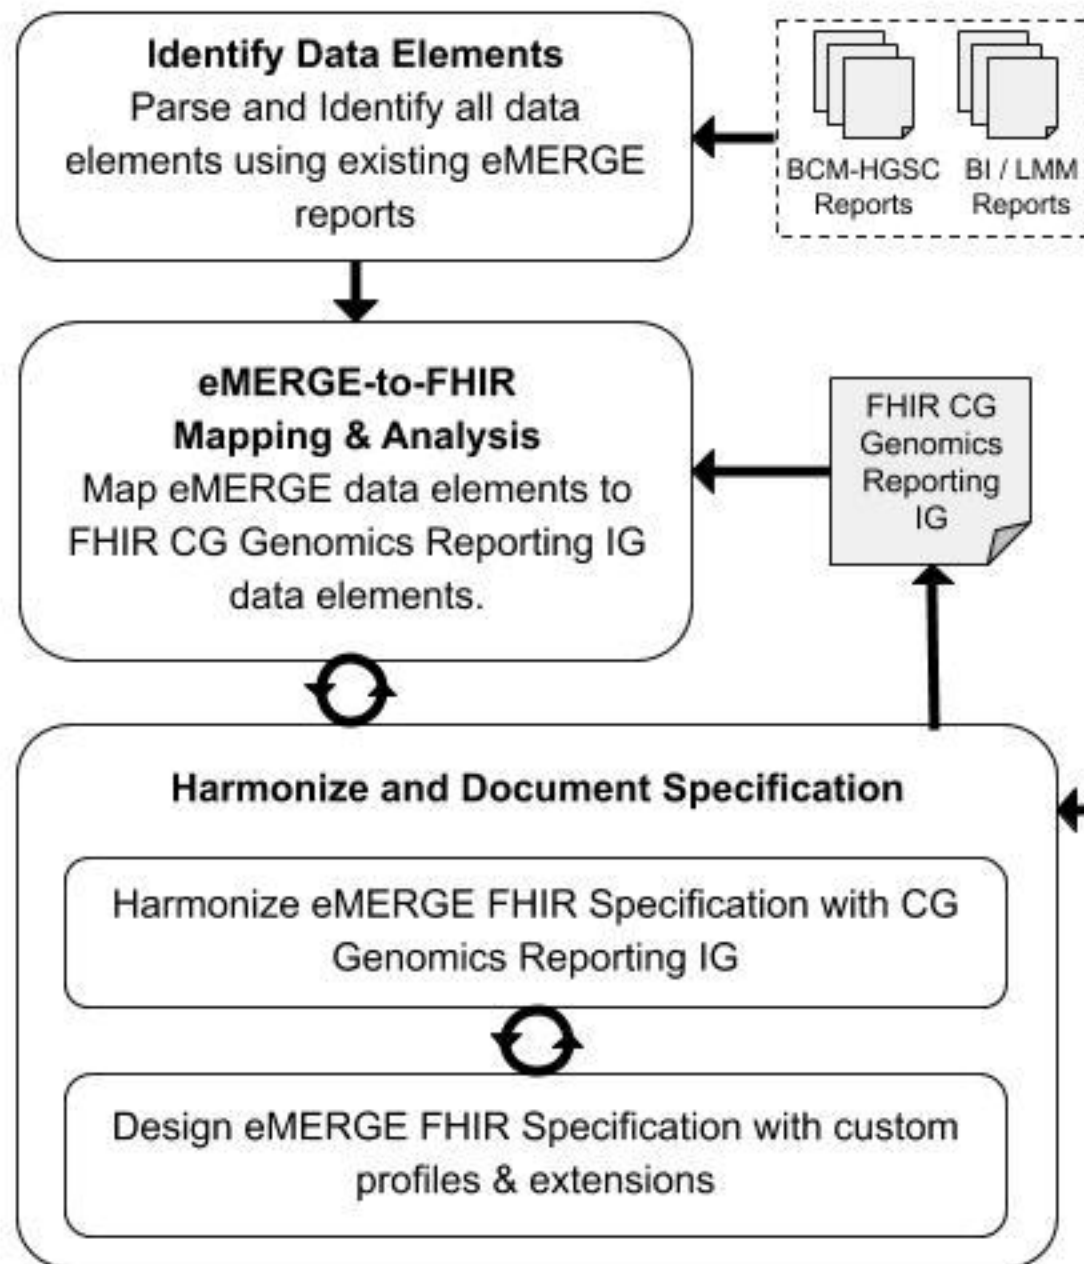 Identify Data Elements
Parse and Identify all data
elements using existing eMERGE
reports
BCM-HGSC
Reports
BI / LMM
Reports
eMERGE-to-FHIR
Mapping & Analysis
Map eMERGE data elements to
FHIR CG Genomics Reporting IG
data elements.
FHIR CG
Genomics
Reporting
IG
Harmonize and Document Specification
Harmonize eMERGE FHIR Specification with CG
Genomics Reporting IG
Design eMERGE FHIR Specification with custom
profiles & extensions